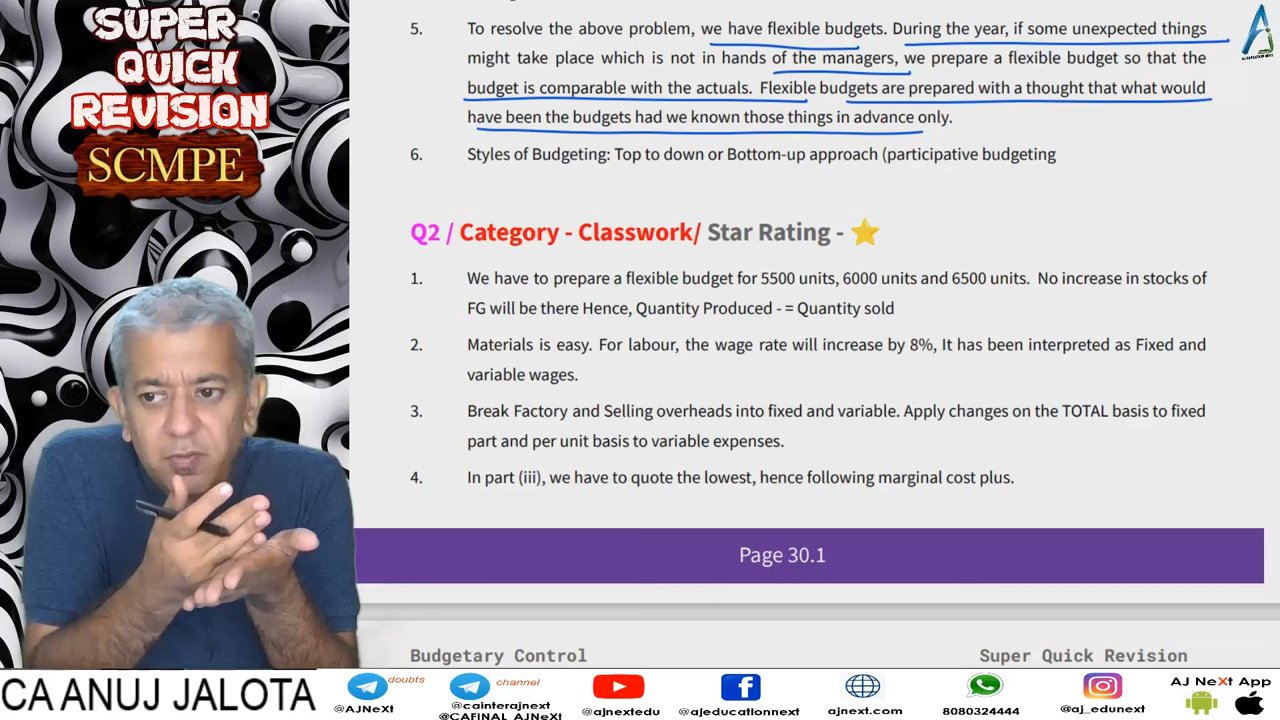 SUPER
QUICK
REVISION
SCMPE
5. To resolve the above problem, we have flexible budgets. During the year, if some unexpected things
might take place which is not in hands of the managers, we prepare a flexible budget so that the
budget is comparable with the actuals. Flexible budgets are prepared with a thought that what would
have been the budgets had we known those things in advance only.
6. Styles of Budgeting: Top to down or Bottom-up approach (participative budgeting
Q2 / Category - Classwork/ Star Rating - ⭐
1. We have to prepare a flexible budget for 5500 units, 6000 units and 6500 units. No increase in stocks of
FG will be there Hence, Quantity Produced - = Quantity sold
2. Materials is easy. For labour, the wage rate will increase by 8%, It has been interpreted as Fixed and
variable wages.
3. Break Factory and Selling overheads into fixed and variable. Apply changes on the TOTAL basis to fixed
part and per unit basis to variable expenses.
4. In part (iii), we have to quote the lowest, hence following marginal cost plus.
Page 30.1
Budgetary Control Super Quick Revision
CA ANUJ JALOTA
doubts
@AJNeXt
channel
@cainterajnext
@CAFINAL_AJNeXt
@ajnextedu
@ajeducationnext
ajnext.com
8080324444
@aj_edunext
AJ NeXt App